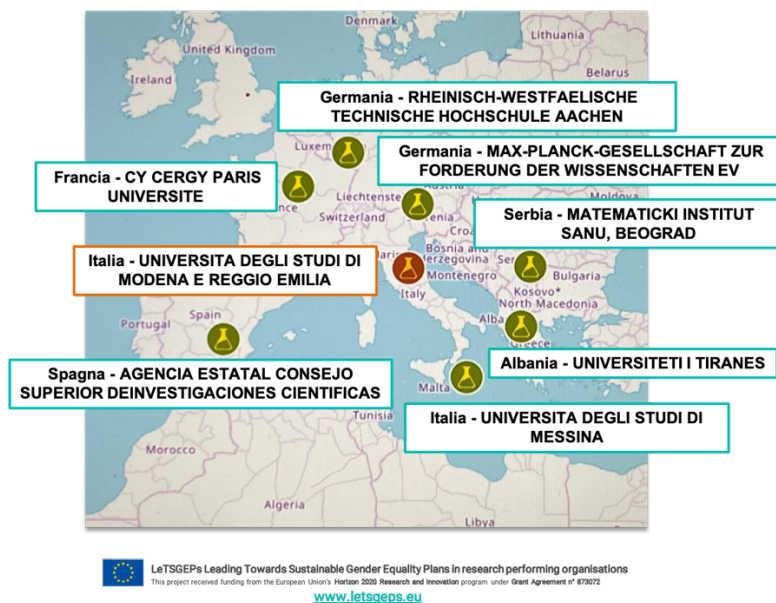 Denmark
Lithuania
United Kingdom
Ireland
Belarus
Germania - RHEINISCH-WESTFAELISCHE
TECHNISCHE HOCHSCHULE AACHEN
Germania - MAX-PLANCK-GESELLSCHAFT ZUR
FORDERUNG DER WISSENSCHAFTEN EV
Francia - CY CERGY PARIS
UNIVERSITE
Liechtenste
Switzerland
Moldova
Serbia - MATEMATICKI INSTITUT
SANU, BEOGRAD
Italia - UNIVERSITA DEGLI STUDI DI
MODENA E REGGIO EMILIA
Bosnia and
Herzegovina
Montenegro
Bulgaria
Kosovo*
North Macedonia
Italy
Portugal
Spain
Alba
Greece
Spagna - AGENCIA ESTATAL CONSEJO
SUPERIOR DEINVESTIGACIONES CIENTIFICAS
Albania - UNIVERSITETI I TIRANES
Malta
Tunisia
Italia - UNIVERSITA DEGLI STUDI DI
MESSINA
Morocco
Algeria
Libya
LeTSGEPs Leading Towards Sustainable Gender Equality Plans in research performing organisations
This project received funding from the European Union's Horizon 2020 Research and Innovation program under Grant Agreement n° 873072
www.letsgeps.eu